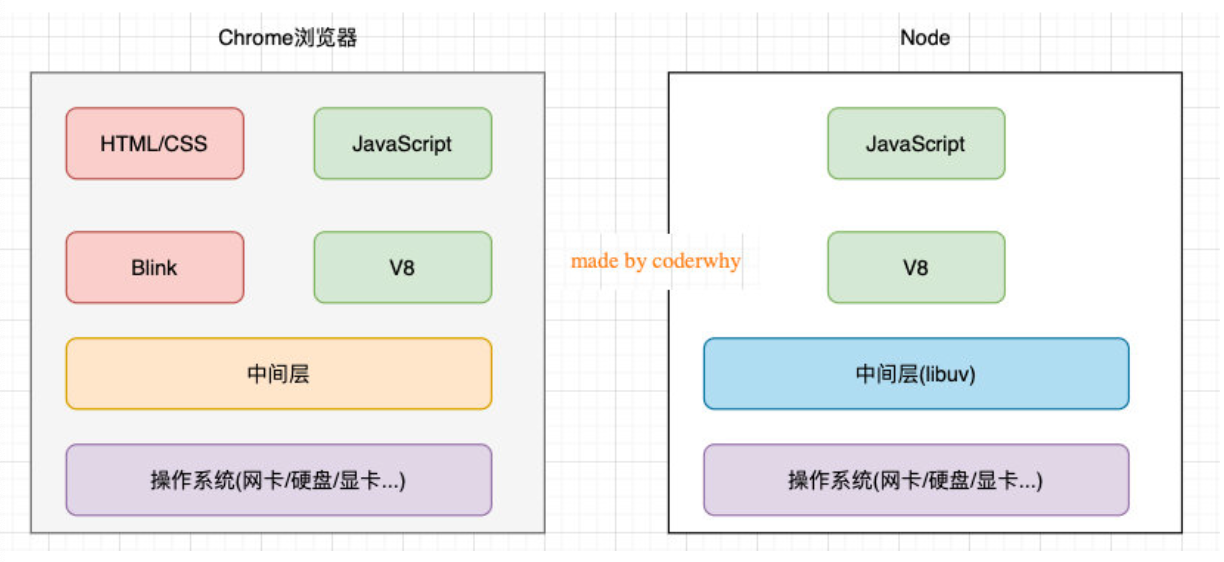 Chrome浏览器
HTML/CSS
JavaScript
Blink
V8
中间层
操作系统(网卡/硬盘/显卡...)
made by coderwhy
Node
JavaScript
V8
中间层(libuv)
操作系统(网卡/硬盘/显卡...)